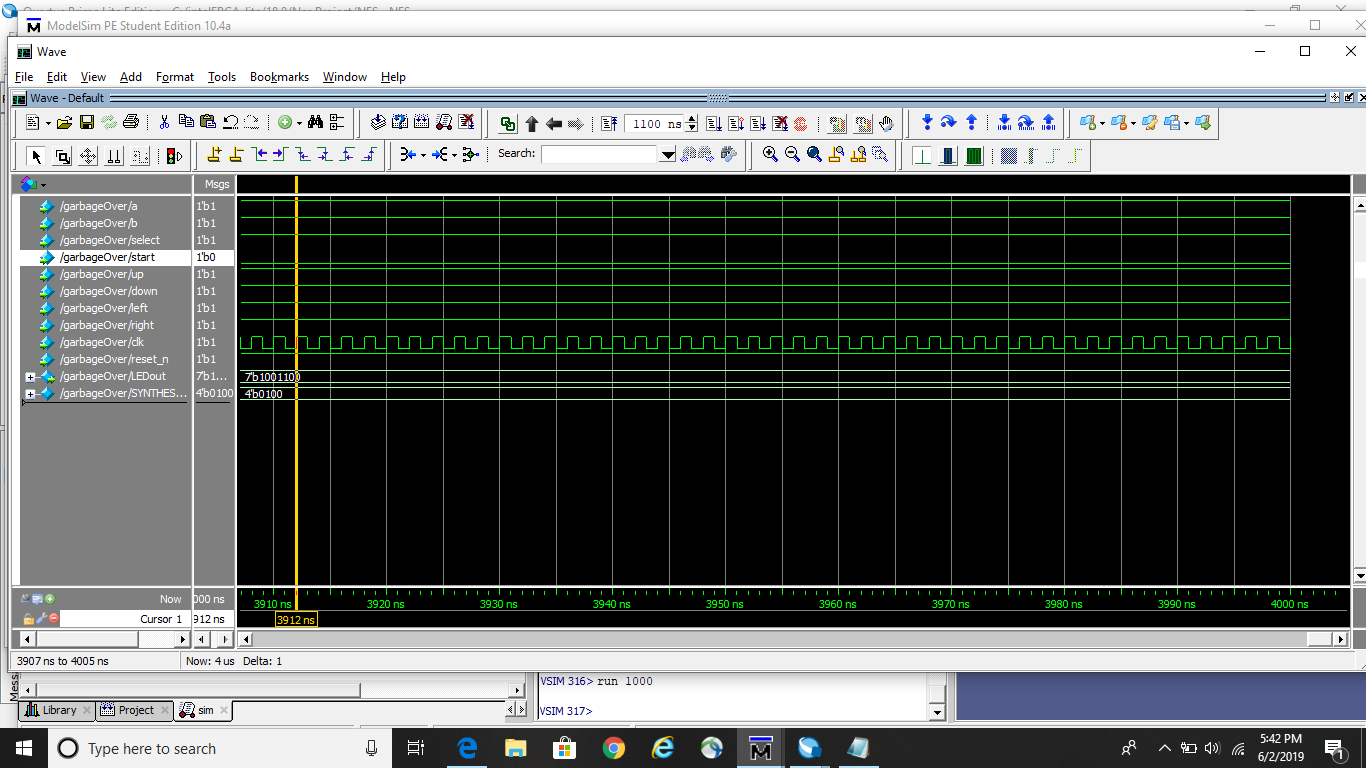 ModelSim PE Student Edition 10.4a
Wave
File Edit View Add Format Tools Bookmarks Window Help
Wave - Default
1100 ns
Search:
Msgs
/garbageOver/a 1'b1
/garbageOver/b 1'b1
/garbageOver/select 1'b1
/garbageOver/start 1'b0
/garbageOver/up 1'b1
/garbageOver/down 1'b1
/garbageOver/left 1'b1
/garbageOver/right 1'b1
/garbageOver/clk 1'b1
/garbageOver/reset_n 1'b1
/garbageOver/LEDout 7'b1... 7'b1001100
/garbageOver/SYNTHES... 4'b0100 4'b0100
Now 000 ns 3910 ns 3920 ns 3930 ns 3940 ns 3950 ns 3960 ns 3970 ns 3980 ns 3990 ns 4000 ns
Cursor 1 912 ns 3912 ns
3907 ns to 4005 ns Now: 4 us Delta: 1
VSIM 316> run 1000
VSIM 317>
Library Project sim
Type here to search
5:42 PM
6/2/2019
1